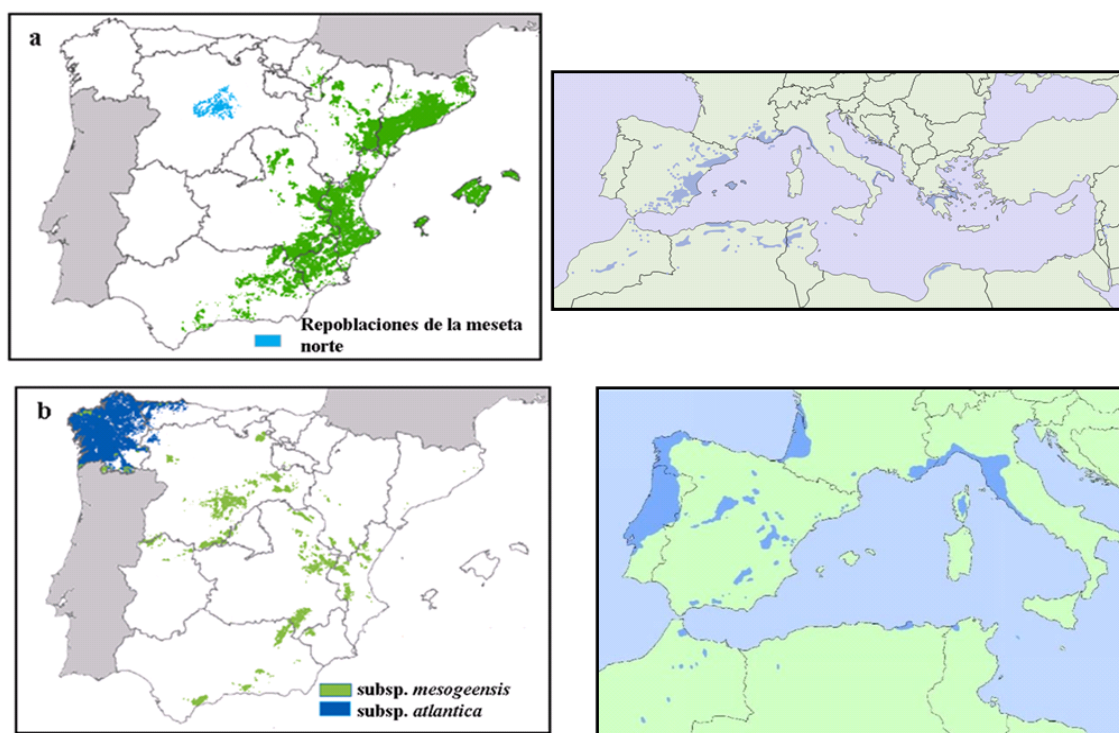 a
Repoblaciones de la meseta
norte
b
subsp. mesogeensis
subsp. atlantica